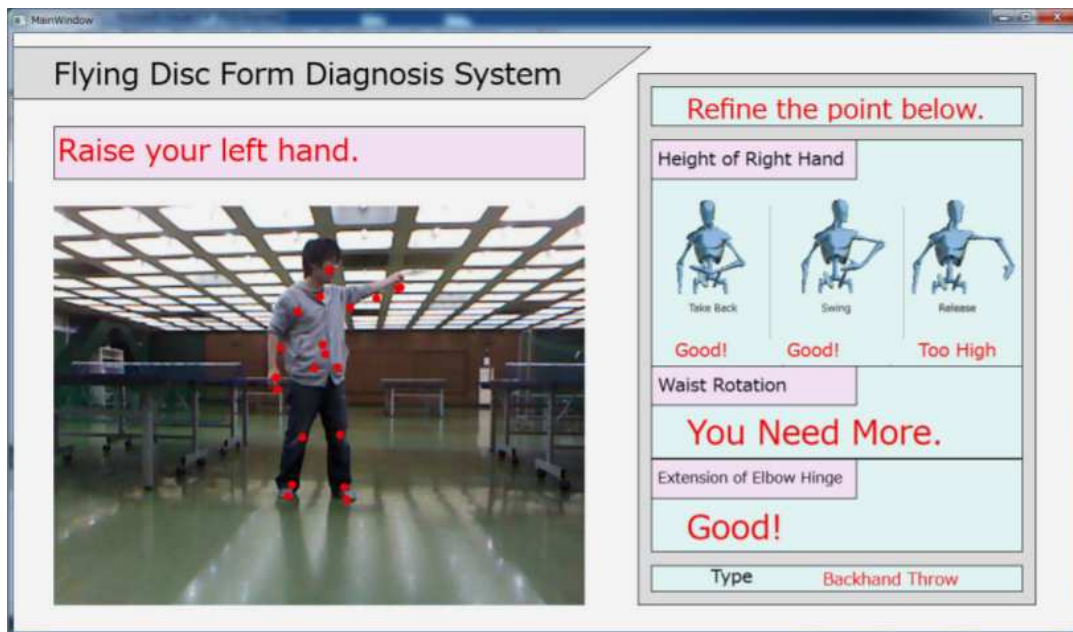 MainWindow
Flying Disc Form Diagnosis System
Raise your left hand.
Refine the point below.
Height of Right Hand
Take Back
Swing
Release
Good!
Good!
Too High
Waist Rotation
You Need More.
Extension of Elbow Hinge
Good!
Type
Backhand Throw